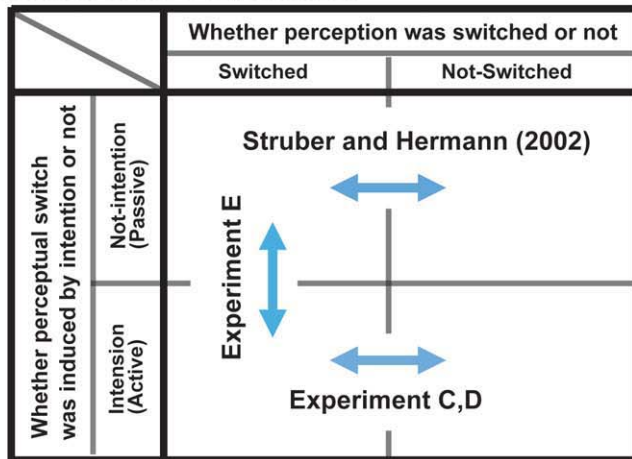 Whether perception was switched or not
Switched
Not-Switched
Whether perceptual switch
was induced by intention or not
Not-intention
(Passive)
Intension
(Active)
Struber and Hermann (2002)
Experiment E
Experiment C,D